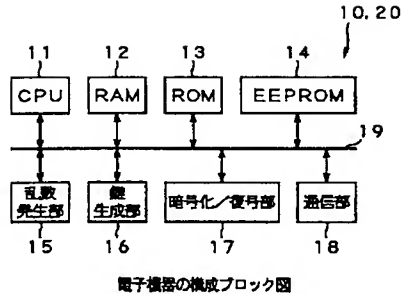 10, 20
11 12 13 14
CPU RAM ROM EEPROM
19
乱数発生部 鍵生成部 暗号化/復号部 通信部
15 16 17 18
電子機器の構成ブロック図